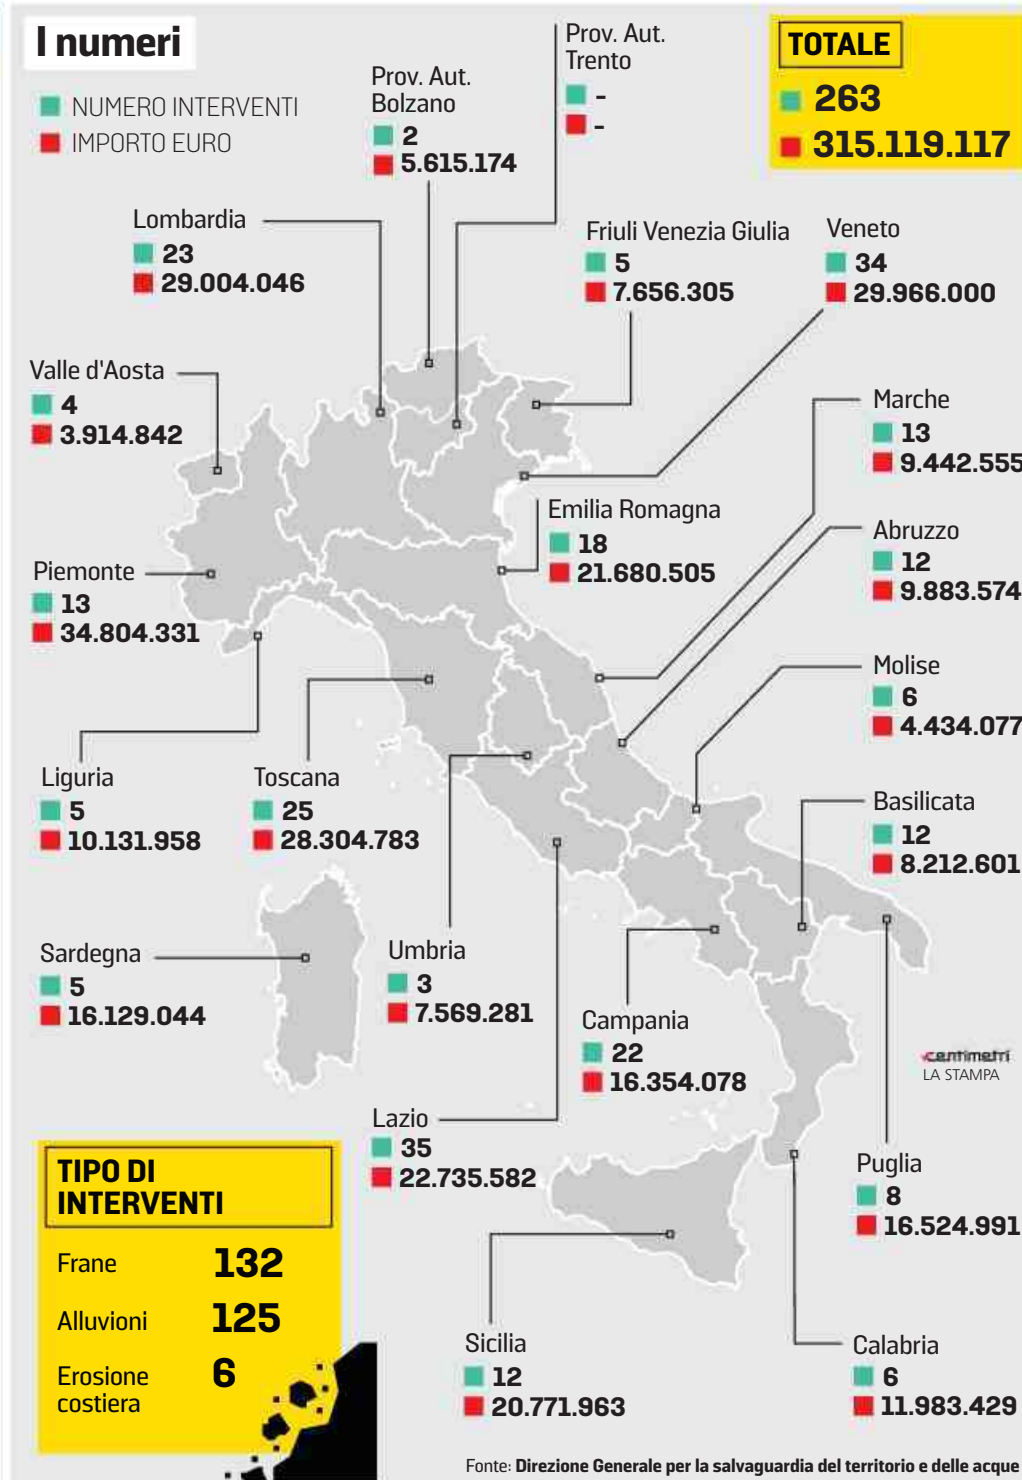 I numeri
NUMERO INTERVENTI
IMPORTO EURO
TOTALE
263
315.119.117
Prov. Aut.
Trento
-
-
Prov. Aut.
Bolzano
2
5.615.174
Lombardia
23
29.004.046
Friuli Venezia Giulia
5
7.656.305
Veneto
34
29.966.000
Valle d'Aosta
4
3.914.842
Marche
13
9.442.555
Emilia Romagna
18
21.680.505
Abruzzo
12
9.883.574
Piemonte
13
34.804.331
Molise
6
4.434.077
Liguria
5
10.131.958
Toscana
25
28.304.783
Basilicata
12
8.212.601
Sardegna
5
16.129.044
Umbria
3
7.569.281
Campania
22
16.354.078
centimetri
LA STAMPA
Lazio
35
22.735.582
Puglia
8
16.524.991
TIPO DI
INTERVENTI
Frane 132
Alluvioni 125
Erosione
costiera 6
Sicilia
12
20.771.963
Calabria
6
11.983.429
Fonte: Direzione Generale per la salvaguardia del territorio e delle acque